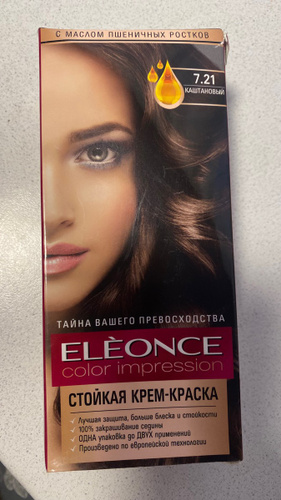 С МАСЛОМ ПШЕНИЧНЫХ РОСТКОВ
7.21
КАШТАНОВЫЙ
ТАЙНА ВАШЕГО ПРЕВОСХОДСТВА
ELÈONCE
color impression
СТОЙКАЯ КРЕМ-КРАСКА
✓ Лучшая защита, больше блеска и стойкости
✓ 100% закрашивание седины
✓ ОДНА упаковка до ДВУХ применений
✓ Произведено по европейской технологии